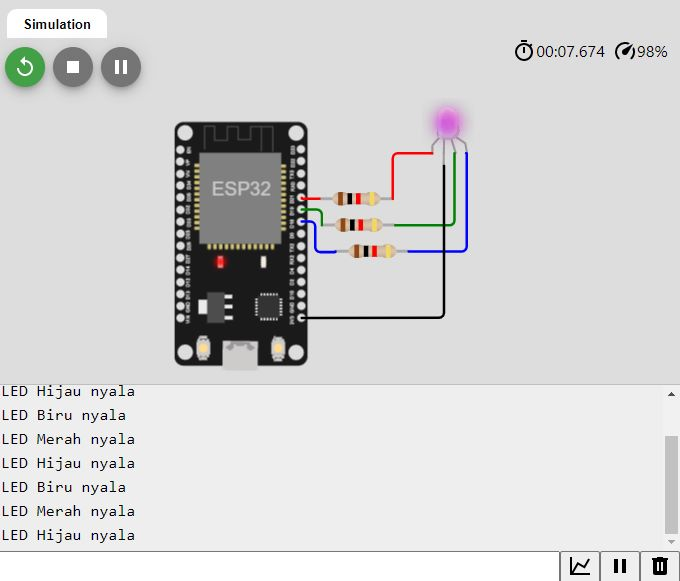 Simulation
00:07.674 98%
ESP32
LED Hijau nyala
LED Biru nyala
LED Merah nyala
LED Hijau nyala
LED Biru nyala
LED Merah nyala
LED Hijau nyala